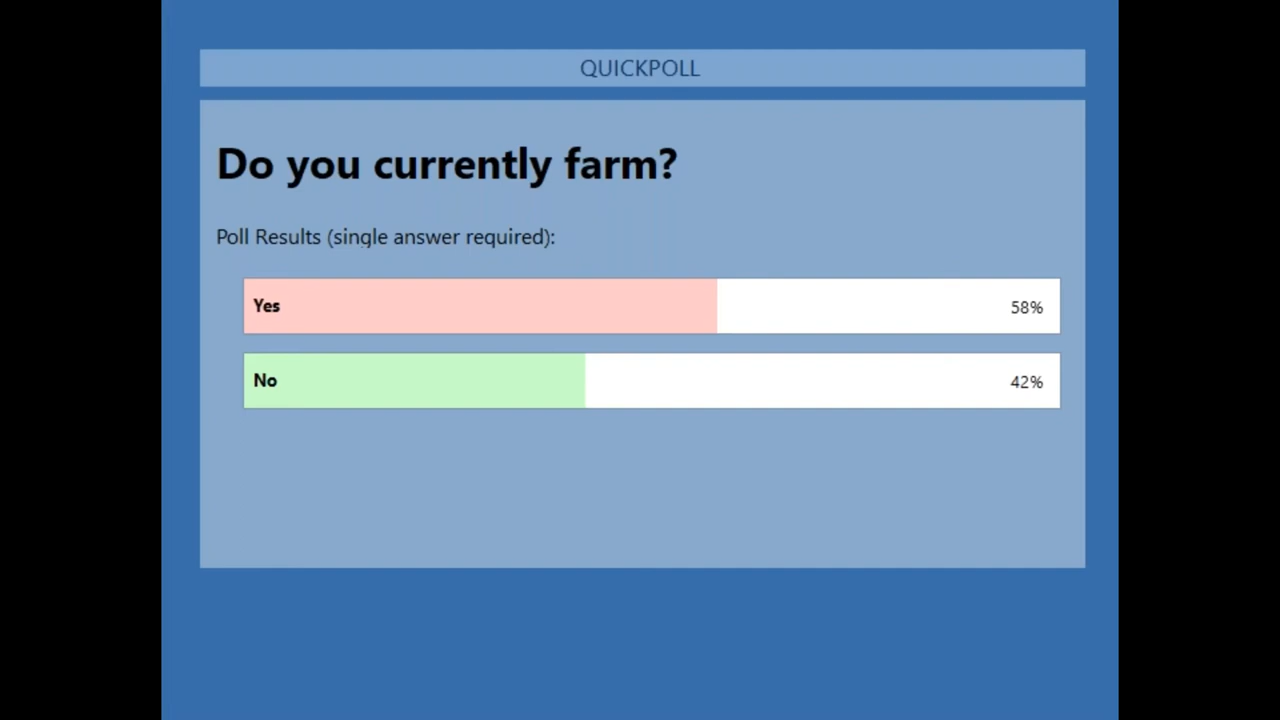 QUICKPOLL
Do you currently farm?
Poll Results (single answer required):
Yes 58%
No 42%